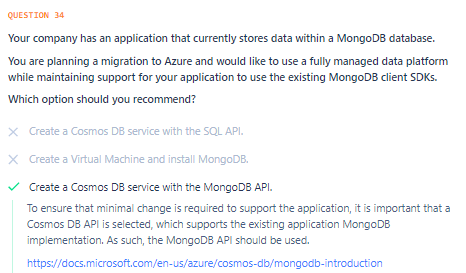 QUESTION 34
Your company has an application that currently stores data within a MongoDB database.
You are planning a migration to Azure and would like to use a fully managed data platform
while maintaining support for your application to use the existing MongoDB client SDKs.
Which option should you recommend?
Create a Cosmos DB service with the SQL API.
Create a Virtual Machine and install MongoDB.
Create a Cosmos DB service with the MongoDB API.
To ensure that minimal change is required to support the application, it is important that a
Cosmos DB API is selected, which supports the existing application MongoDB
implementation. As such, the MongoDB API should be used.
https://docs.microsoft.com/en-us/azure/cosmos-db/mongodb-introduction